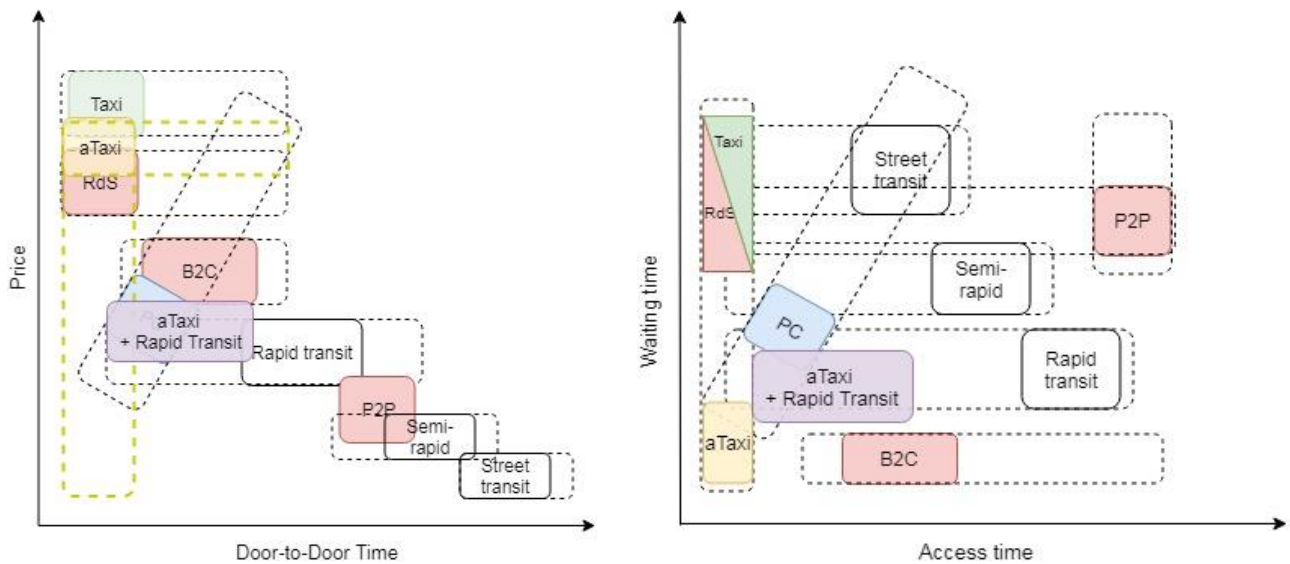 Price
Taxi
aTaxi
RdS
B2C
aTaxi
+ Rapid Transit
Rapid transit
P2P
Semi-
rapid
Street
transit
Door-to-Door Time
Waiting time
Taxi
RdS
Street
transit
P2P
Semi-
rapid
PC
Rapid
transit
aTaxi
+ Rapid Transit
aTaxi
B2C
Access time